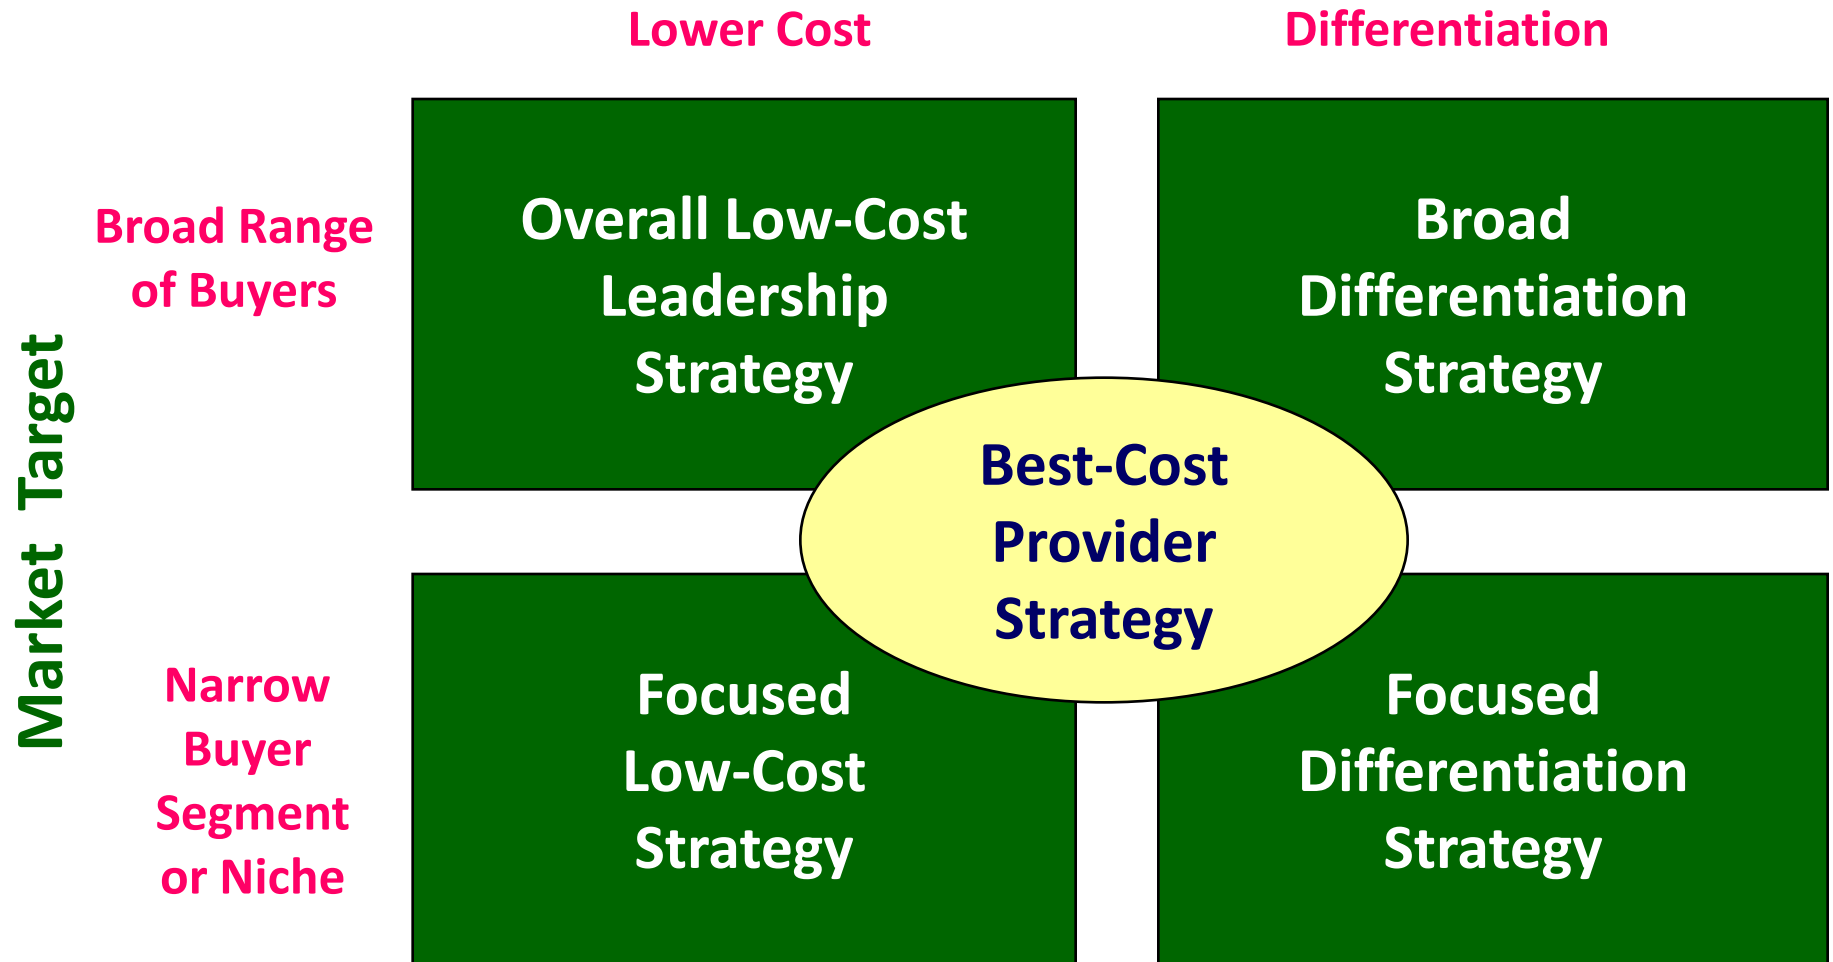 Lower Cost
Differentiation
Market Target
Broad Range
of Buyers
Overall Low-Cost
Leadership
Strategy
Broad
Differentiation
Strategy
Best-Cost
Provider
Strategy
Narrow
Buyer
Segment
or Niche
Focused
Low-Cost
Strategy
Focused
Differentiation
Strategy